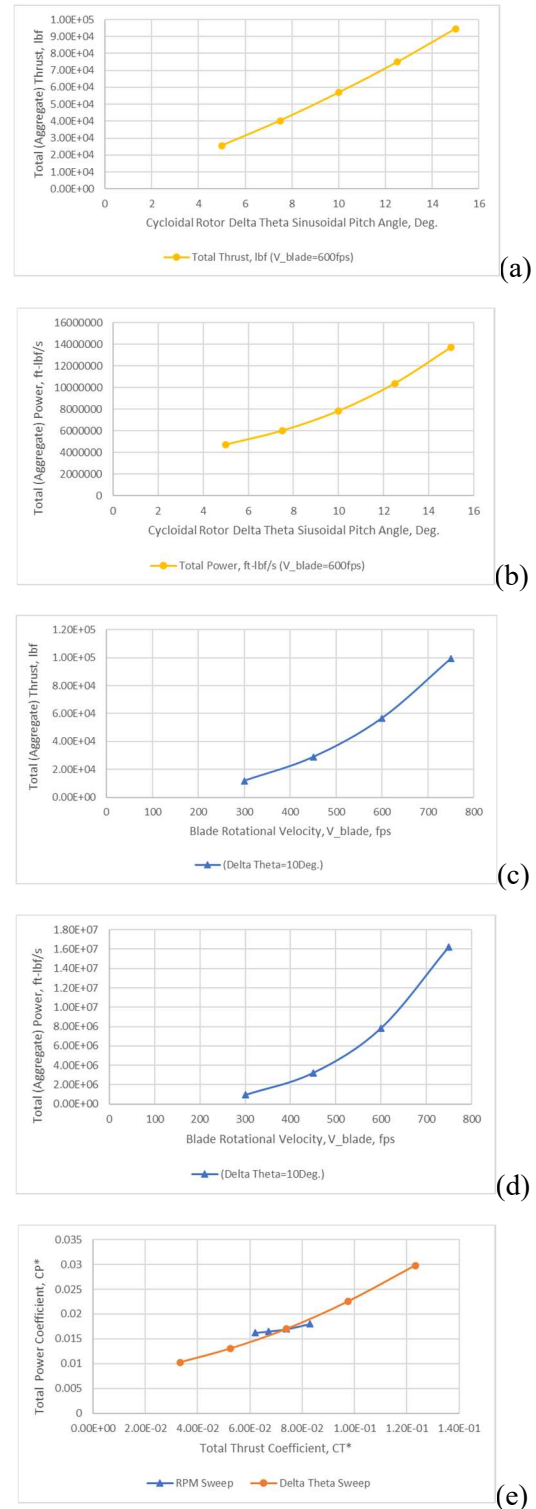 1.00E+05
9.00E+04
8.00E+04
7.00E+04
6.00E+04
5.00E+04
4.00E+04
3.00E+04
2.00E+04
1.00E+04
0.00E+00
Total (Aggregate) Thrust, lbf
0 2 4 6 8 10 12 14 16
Cycloidal Rotor Delta Theta Sinusoidal Pitch Angle, Deg.
Total Thrust, lbf (V_blade=600fps)
(a)
16000000
14000000
12000000
10000000
8000000
6000000
4000000
2000000
0
Total (Aggregate) Power, ft-lbf/s
0 2 4 6 8 10 12 14 16
Cycloidal Rotor Delta Theta Siusoidal Pitch Angle, Deg.
Total Power, ft-lbf/s (V_blade=600fps)
(b)
1.20E+05
1.00E+05
8.00E+04
6.00E+04
4.00E+04
2.00E+04
0.00E+00
Total (Aggregate) Thrust, lbf
0 100 200 300 400 500 600 700 800
Blade Rotational Velocity, V_blade, fps
(Delta Theta=10Deg.)
(c)
1.80E+07
1.60E+07
1.40E+07
1.20E+07
1.00E+07
8.00E+06
6.00E+06
4.00E+06
2.00E+06
0.00E+00
Total (Aggregate) Power, ft-lbf/s
0 100 200 300 400 500 600 700 800
Blade Rotational Velocity, V_blade, fps
(Delta Theta=10Deg.)
(d)
0.035
0.03
0.025
0.02
0.015
0.01
0.005
0
Total Power Coefficient, CP*
0.00E+00 2.00E-02 4.00E-02 6.00E-02 8.00E-02 1.00E-01 1.20E-01 1.40E-01
Total Thrust Coefficient, CT*
RPM Sweep Delta Theta Sweep
(e)